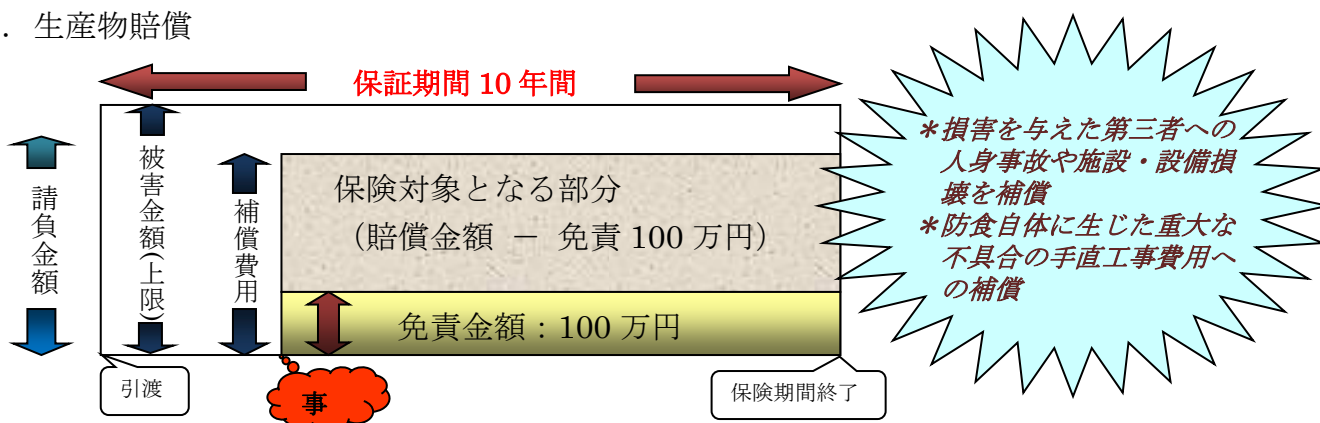 ．生産物賠償
保証期間 10 年間
請負金額
被害金額(上限)
補償費用
保険対象となる部分
（賠償金額 － 免責 100 万円）
免責金額：100 万円
引渡
事
保険期間終了
＊損害を与えた第三者への
人身事故や施設・設備損
壊を補償
＊防食自体に生じた重大な
不具合の手直工事費用へ
の補償